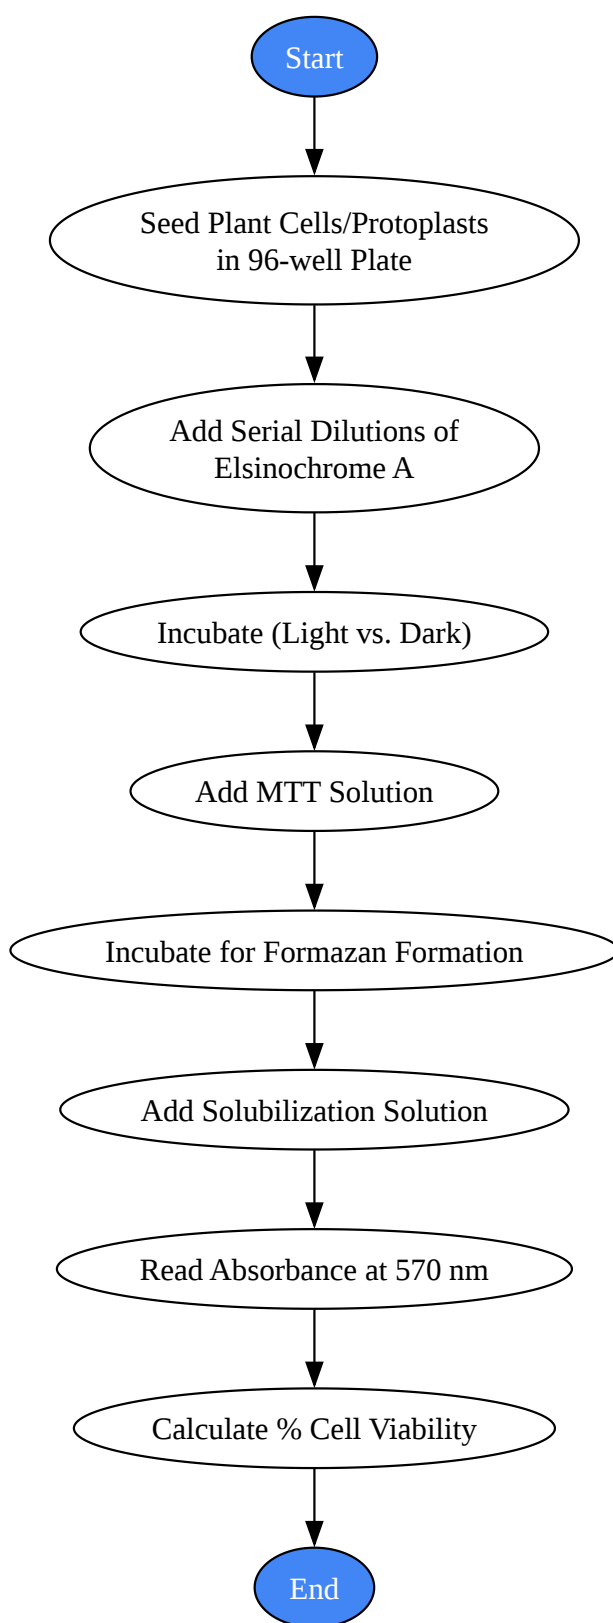 Start
Seed Plant Cells/Protoplasts
in 96-well Plate
Add Serial Dilutions of
Elsinochrome A
Incubate (Light vs. Dark)
Add MTT Solution
Incubate for Formazan Formation
Add Solubilization Solution
Read Absorbance at 570 nm
Calculate % Cell Viability
End